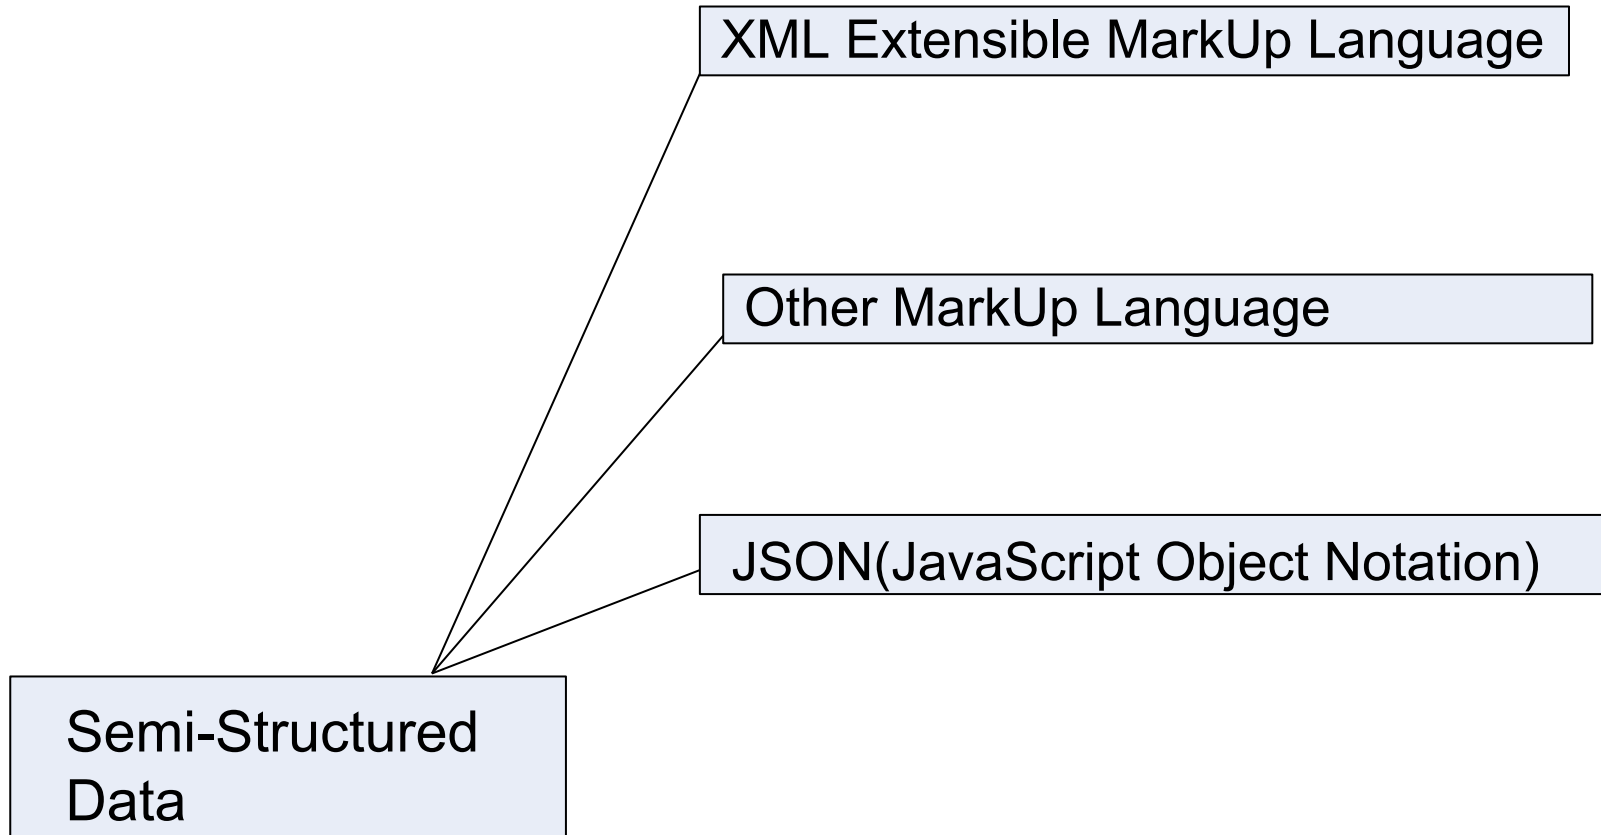 XML Extensible MarkUp Language
Other MarkUp Language
JSON(JavaScript Object Notation)
Semi-Structured
Data